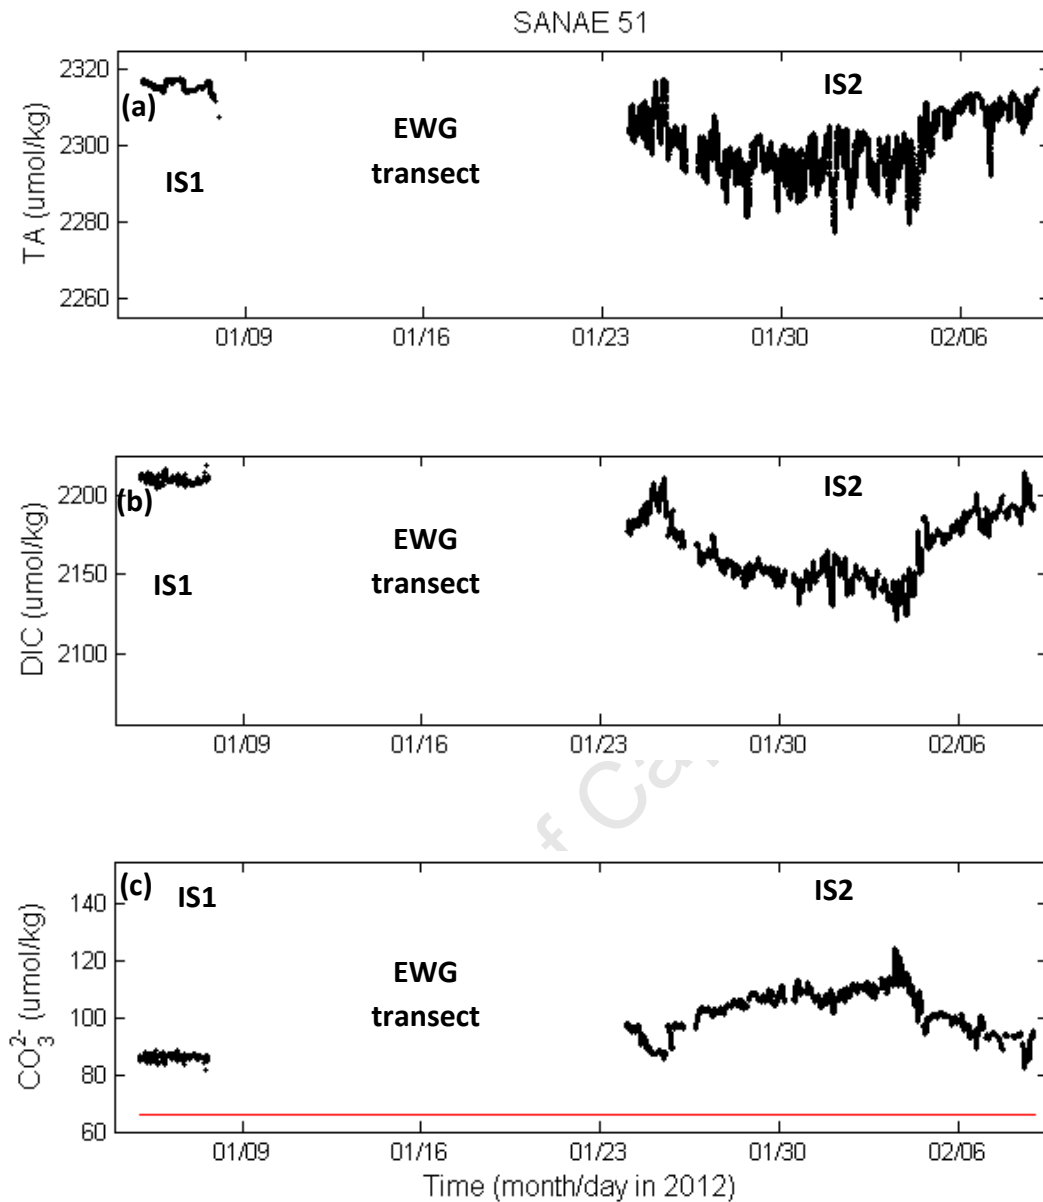 SANAE 51
2320
(a)
IS2
EWG
2300
transect
IS1
2280
2260
TA (umol/kg)
01/09 01/16 01/23 01/30 02/06
2200
(b)
IS2
EWG
2150
transect
IS1
2100
DIC (umol/kg)
01/09 01/16 01/23 01/30 02/06
f Ca
(c)
IS1
IS2
140
120
EWG
transect
100
80
60
CO3^2- (umol/kg)
01/09 01/16 01/23 01/30 02/06
Time (month/day in 2012)